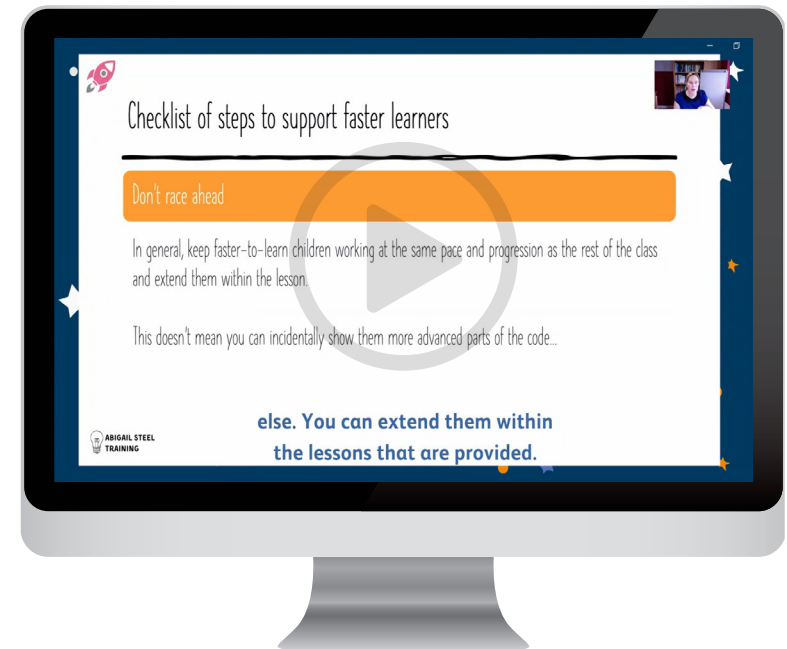 Checklist of steps to support faster learners
Don't race ahead
In general, keep faster-to-learn children working at the same pace and progression as the rest of the class
and extend them within the lesson.
This doesn't mean you can incidentally show them more advanced parts of the code...
else. You can extend them within
the lessons that are provided.
ABIGAIL STEEL
TRAINING